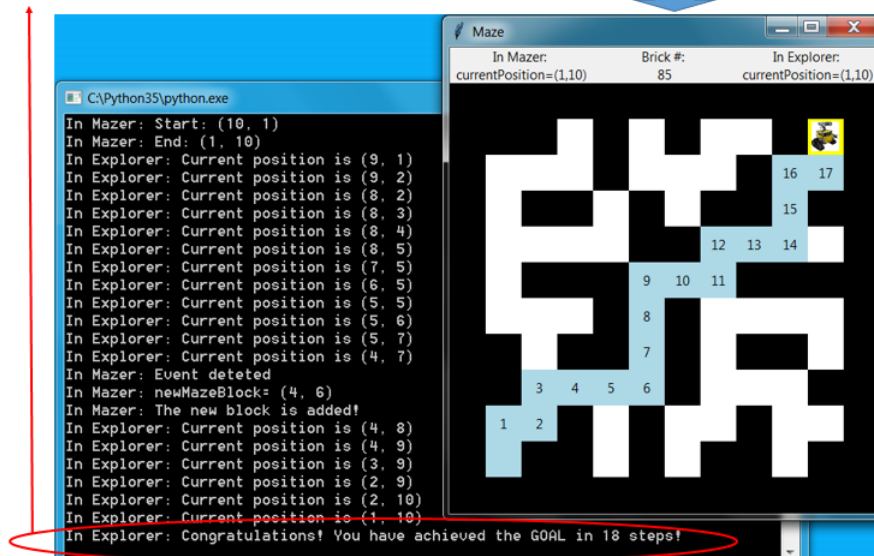 Maze
In Mazer:
currentPosition=(1,10)
Brick #:
85
In Explorer:
currentPosition=(1,10)
16 17
15
12 13 14
9 10 11
8
7
3 4 5 6
1 2
C:\Python35\python.exe
In Mazer: Start: (10, 1)
In Mazer: End: (1, 10)
In Explorer: Current position is (9, 1)
In Explorer: Current position is (9, 2)
In Explorer: Current position is (8, 2)
In Explorer: Current position is (8, 3)
In Explorer: Current position is (8, 4)
In Explorer: Current position is (8, 5)
In Explorer: Current position is (7, 5)
In Explorer: Current position is (6, 5)
In Explorer: Current position is (5, 5)
In Explorer: Current position is (5, 6)
In Explorer: Current position is (5, 7)
In Explorer: Current position is (4, 7)
In Mazer: Event deteted
In Mazer: newMazeBlock= (4, 6)
In Mazer: The new block is added!
In Explorer: Current position is (4, 8)
In Explorer: Current position is (4, 9)
In Explorer: Current position is (3, 9)
In Explorer: Current position is (2, 9)
In Explorer: Current position is (2, 10)
In Explorer: Current position is (1, 10)
In Explorer: Congratulations! You have achieved the GOAL in 18 steps!